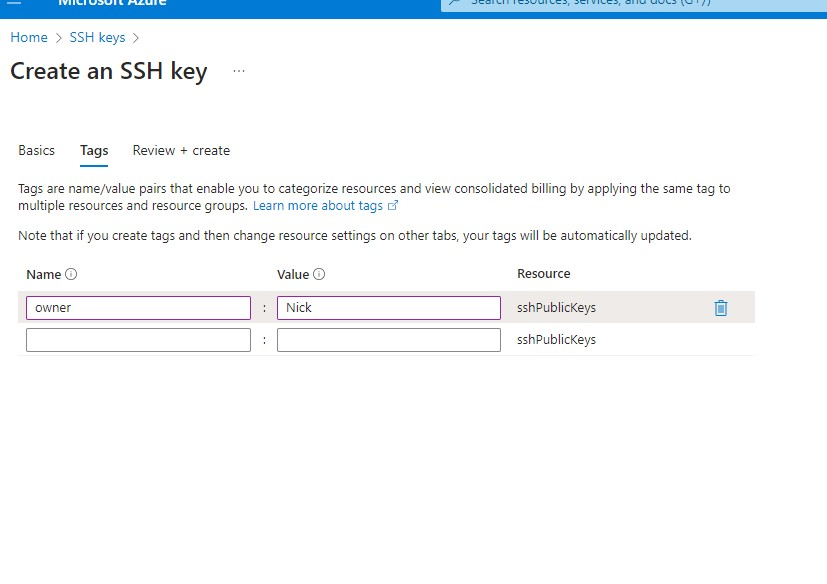 Microsoft Azure
Search resources, services, and docs (G+/)
Home > SSH keys >
Create an SSH key ...
Basics Tags Review + create
Tags are name/value pairs that enable you to categorize resources and view consolidated billing by applying the same tag to
multiple resources and resource groups. Learn more about tags
Note that if you create tags and then change resource settings on other tabs, your tags will be automatically updated.
Name Value Resource
owner : Nick sshPublicKeys
: sshPublicKeys